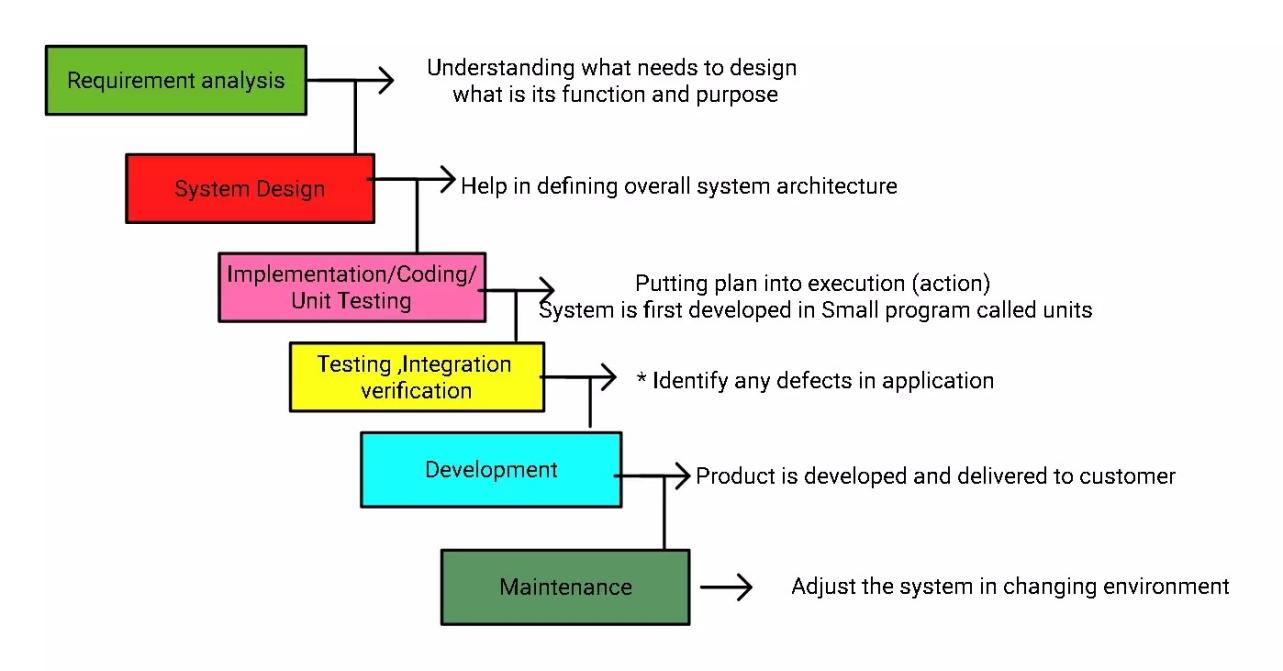 Requirement analysis
Understanding what needs to design
what is its function and purpose
System Design
Help in defining overall system architecture
Implementation/Coding/
Unit Testing
Putting plan into execution (action)
System is first developed in Small program called units
Testing ,Integration
verification
* Identify any defects in application
Development
Product is developed and delivered to customer
Maintenance
Adjust the system in changing environment